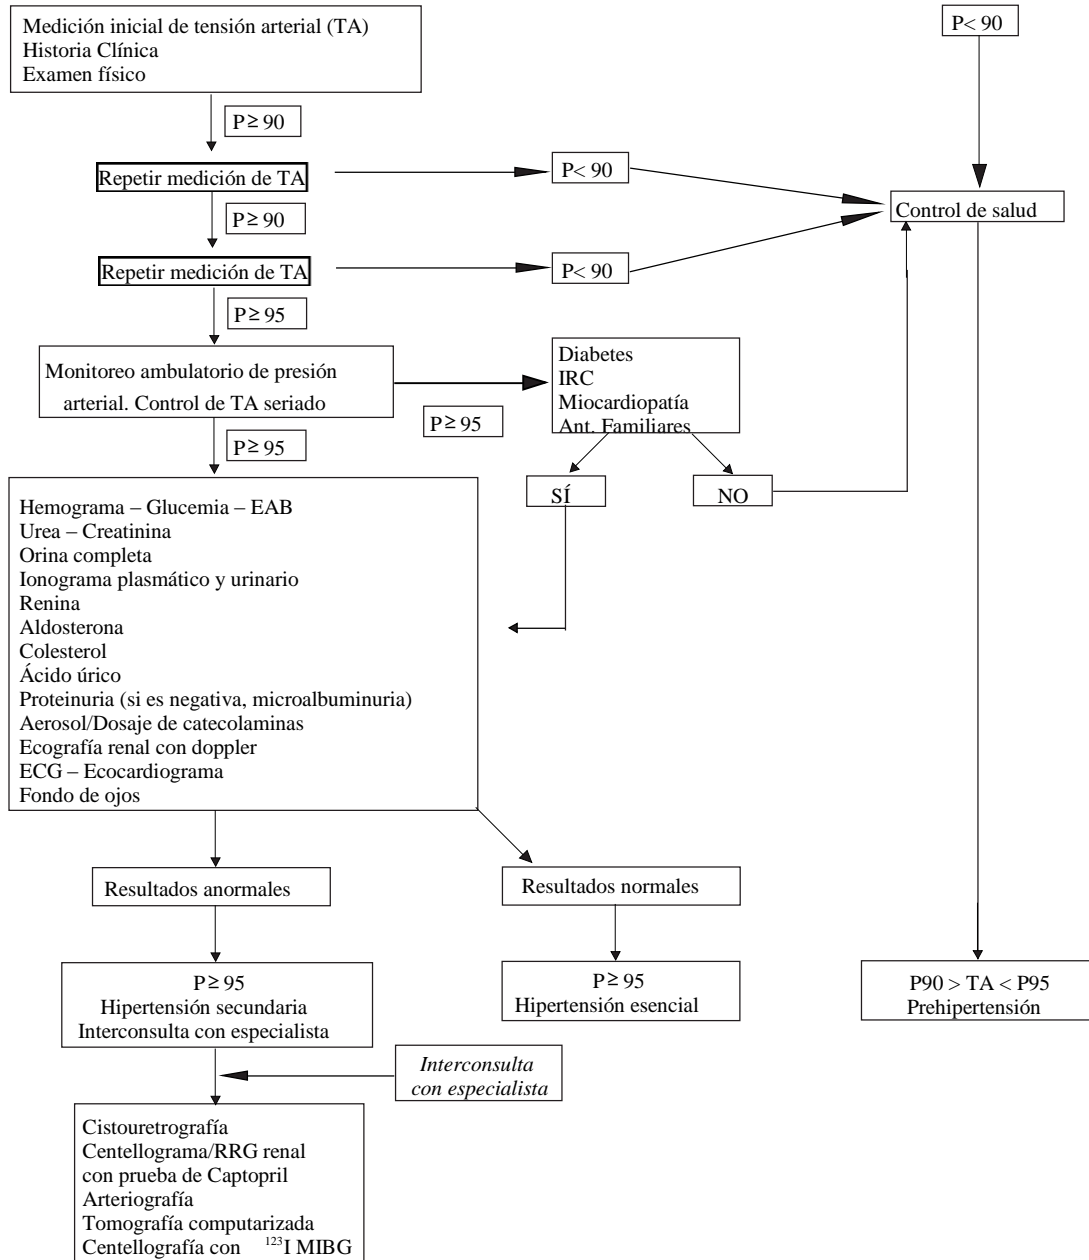 Medición inicial de tensión arterial (TA)
Historia Clínica
Examen físico
P< 90
P ≥ 90
Repetir medición de TA
P< 90
Control de salud
P ≥ 90
Repetir medición de TA
P< 90
P ≥ 95
Monitoreo ambulatorio de presión
arterial. Control de TA seriado
P ≥ 95
Diabetes
IRC
Miocardiopatía
Ant. Familiares
P ≥ 95
SÍ
NO
Hemograma – Glucemia – EAB
Urea – Creatinina
Orina completa
Ionograma plasmático y urinario
Renina
Aldosterona
Colesterol
Ácido úrico
Proteinuria (si es negativa, microalbuminuria)
Aerosol/Dosaje de catecolaminas
Ecografía renal con doppler
ECG – Ecocardiograma
Fondo de ojos
Resultados anormales
Resultados normales
P ≥ 95
Hipertensión secundaria
Interconsulta con especialista
P ≥ 95
Hipertensión esencial
P90 > TA < P95
Prehipertensión
Interconsulta
con especialista
Cistouretrografía
Centellograma/RRG renal
con prueba de Captopril
Arteriografía
Tomografía computarizada
Centellografía con ¹²³I MIBG